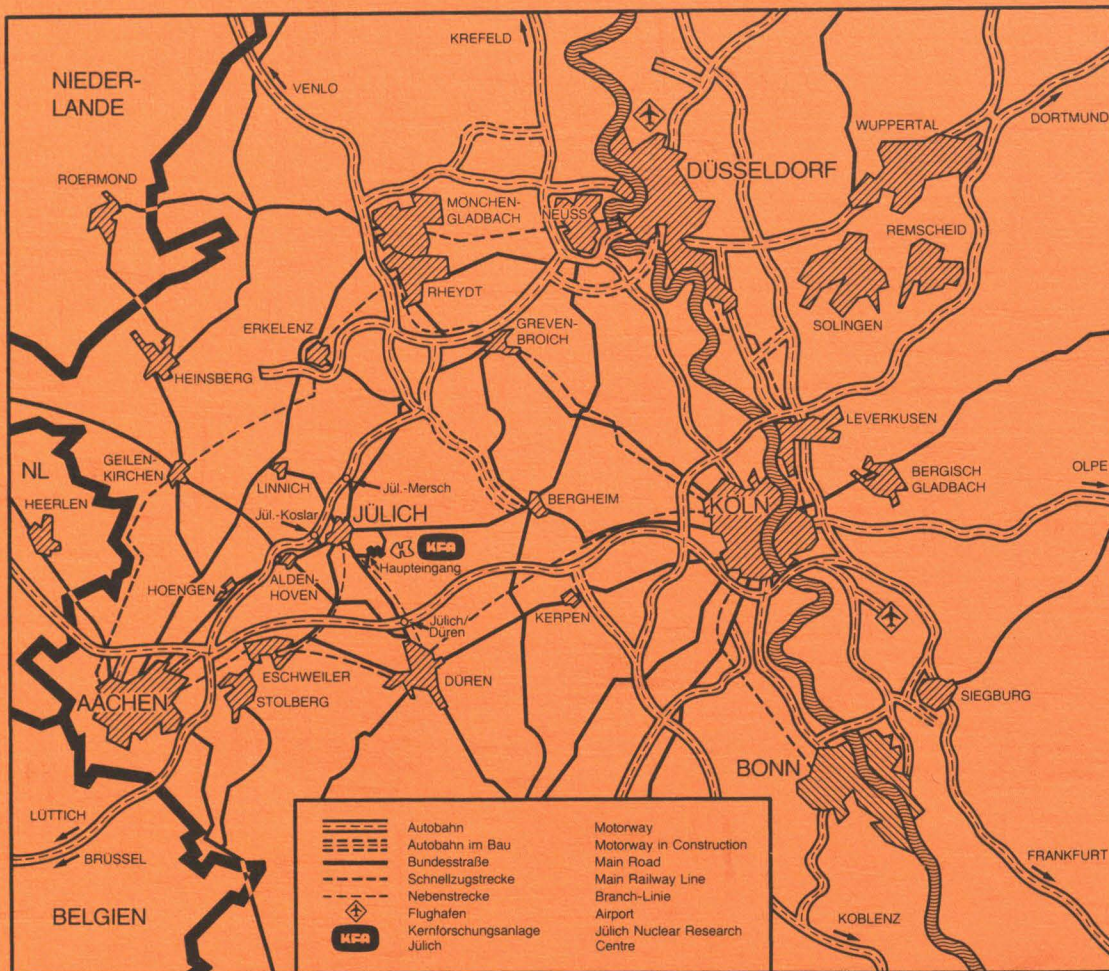 KREFELD
NIEDER-
LANDE
VENLO
DORTMUND
WUPPERTAL
DÜSSELDORF
ROERMOND
MÖNCHEN-
GLADBACH
NEUSS
REMSCHEID
RHEYDT
SOLINGEN
ERKELENZ
GREVEN-
BROICH
HEINSBERG
LEVERKUSEN
GEILEN-
KIRCHEN
NL
HEERLEN
LINNICH
Jül.-Mersch
BERGHEIM
BERGISCH
GLADBACH
OLPE
Jül.-Koslar
JÜLICH
KÖLN
KFA
Haupteingang
HOENGEN
ALDEN-
HOVEN
Jülich/
Düren
KERPEN
ESCHWEILER
DÜREN
SIEGBURG
AACHEN
STOLBERG
BONN
LÜTTICH
BRÜSSEL
BELGIEN
FRANKFURT
KOBLENZ
Autobahn Motorway
Autobahn im Bau Motorway in Construction
Bundesstraße Main Road
Schnellzugstrecke Main Railway Line
Nebenstrecke Branch-Linie
Flughafen Airport
KFA Kernforschungsanlage Jülich Nuclear Research
Jülich Centre